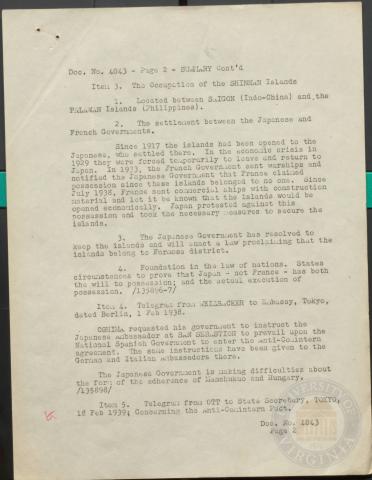 Doc. No. 4843 - Page 2 - SUMMARY Cont'd
Item 3. The Occupation of the SHINNAN Islands
1. Located between SAIGON (Indo-China) and the
PALAWAN Islands (Philippines).
2. The settlement between the Japanese and
French Governments.
Since 1917 the islands had been opened to the
Japanese, who settled there. In the economic crisis in
1929 they were forced temporarily to leave and return to
Japan. In 1933, the French Government sent warships and
notified the Japanese Government that France claimed
possession since these islands belonged to no one. Since
July 1938, France sent commercial ships with construction
material and let it be known that the islands would be
opened economically. Japan protested against this
possession and took the necessary measures to secure the
islands.
3. The Japanese Government has resolved to
keep the islands and will enact a law proclaiming that the
islands belong to Formosa district.
4. Foundation in the law of nations. States
circumstances to prove that Japan - not France - has both
the will to possession; and the actual execution of
possession. /135896-7/
Item 4. Telegram from to Embassy, Tokyo,
dated Berlin, 1 Feb 1938.
OSHIMA requested his government to instruct the
Japanese Ambassador at SAN SEBASTION to prevail upon the
National Spanish Government to enter the Anti-Comintern
agreement. The same instructions have been given to the
German and Italian Ambassadors there.
The Japanese Government is making difficulties about
the form of the adherence of Manchukuo and Hungary.
/135898/
Item 5. Telegram from OTT to State Secretary, TOKYO,
18 Feb 1939; Concerning the Anti-Comintern Pact.
Doc. No. 4843
Page 2
UNIVERSITY OF VIRGINIA